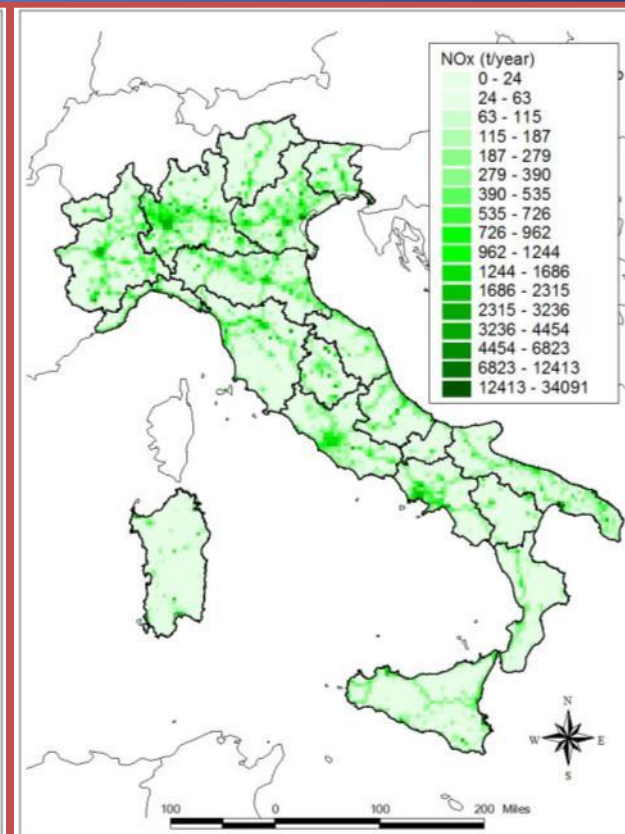 NOx (t/year)
0 - 24
24 - 63
63 - 115
115 - 187
187 - 279
279 - 390
390 - 535
535 - 726
726 - 962
962 - 1244
1244 - 1686
1686 - 2315
2315 - 3236
3236 - 4454
4454 - 6823
6823 - 12413
12413 - 34091
N
W E
S
100 0 100 200 Miles